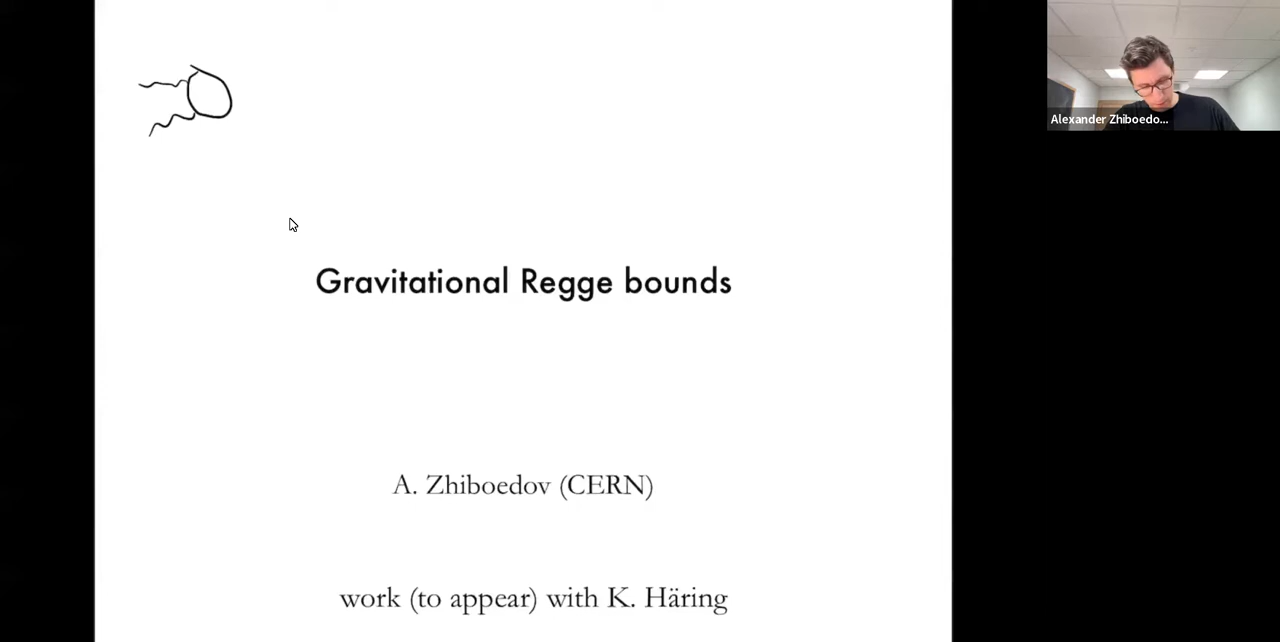 Gravitational Regge bounds
A. Zhiboedov (CERN)
work (to appear) with K. Häring
Alexander Zhiboedo...